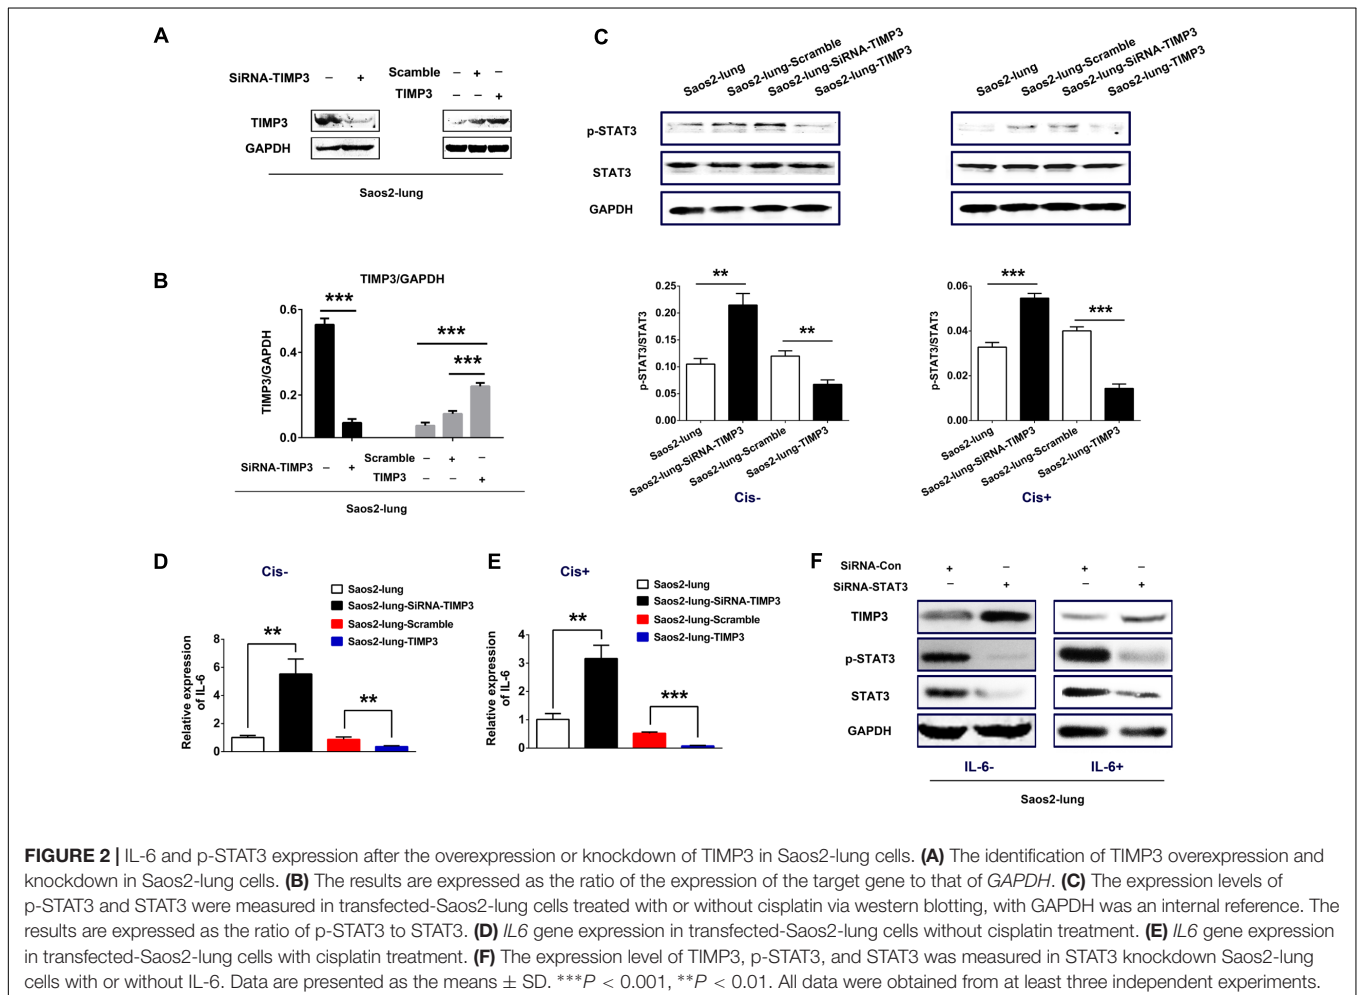 A
SiRNA-TIMP3 – +
Scamble – + –
TIMP3 – – +
TIMP3
GAPDH
Saos2-lung
B
TIMP3/GAPDH
TIMP3/GAPDH
0.6
0.4
0.2
0.0
***
***
***
SiRNA-TIMP3 – +
Scramble – + –
TIMP3 – – +
Saos2-lung
C
Saos2-lung
Saos2-lung-Scramble
Saos2-lung-SiRNA-TIMP3
Saos2-lung-TIMP3
Saos2-lung
Saos2-lung-Scramble
Saos2-lung-SiRNA-TIMP3
Saos2-lung-TIMP3
p-STAT3
STAT3
GAPDH
p-STAT3/STAT3
0.25
0.20
0.15
0.10
0.05
0.00
**
**
Saos2-lung
Saos2-lung-SiRNA-TIMP3
Saos2-lung-Scramble
Saos2-lung-TIMP3
Cis-
p-STAT3/STAT3
0.06
0.04
0.02
0.00
***
***
Saos2-lung
Saos2-lung-SiRNA-TIMP3
Saos2-lung-Scramble
Saos2-lung-TIMP3
Cis+
D
Cis-
Saos2-lung
Saos2-lung-SiRNA-TIMP3
Saos2-lung-Scramble
Saos2-lung-TIMP3
Relative expression
of IL-6
8
6
4
2
0
**
**
E
Cis+
Saos2-lung
Saos2-lung-SiRNA-TIMP3
Saos2-lung-Scramble
Saos2-lung-TIMP3
Relative expression
of IL-6
4
3
2
1
0
**
***
F
SiRNA-Con + – + –
SiRNA-STAT3 – + – +
TIMP3
p-STAT3
STAT3
GAPDH
IL-6- IL-6+
Saos2-lung
FIGURE 2 | IL-6 and p-STAT3 expression after the overexpression or knockdown of TIMP3 in Saos2-lung cells. (A) The identification of TIMP3 overexpression and
knockdown in Saos2-lung cells. (B) The results are expressed as the ratio of the expression of the target gene to that of GAPDH. (C) The expression levels of
p-STAT3 and STAT3 were measured in transfected-Saos2-lung cells treated with or without cisplatin via western blotting, with GAPDH was an internal reference. The
results are expressed as the ratio of p-STAT3 to STAT3. (D) IL6 gene expression in transfected-Saos2-lung cells without cisplatin treatment. (E) IL6 gene expression
in transfected-Saos2-lung cells with cisplatin treatment. (F) The expression level of TIMP3, p-STAT3, and STAT3 was measured in STAT3 knockdown Saos2-lung
cells with or without IL-6. Data are presented as the means ± SD. ***P < 0.001, **P < 0.01. All data were obtained from at least three independent experiments.